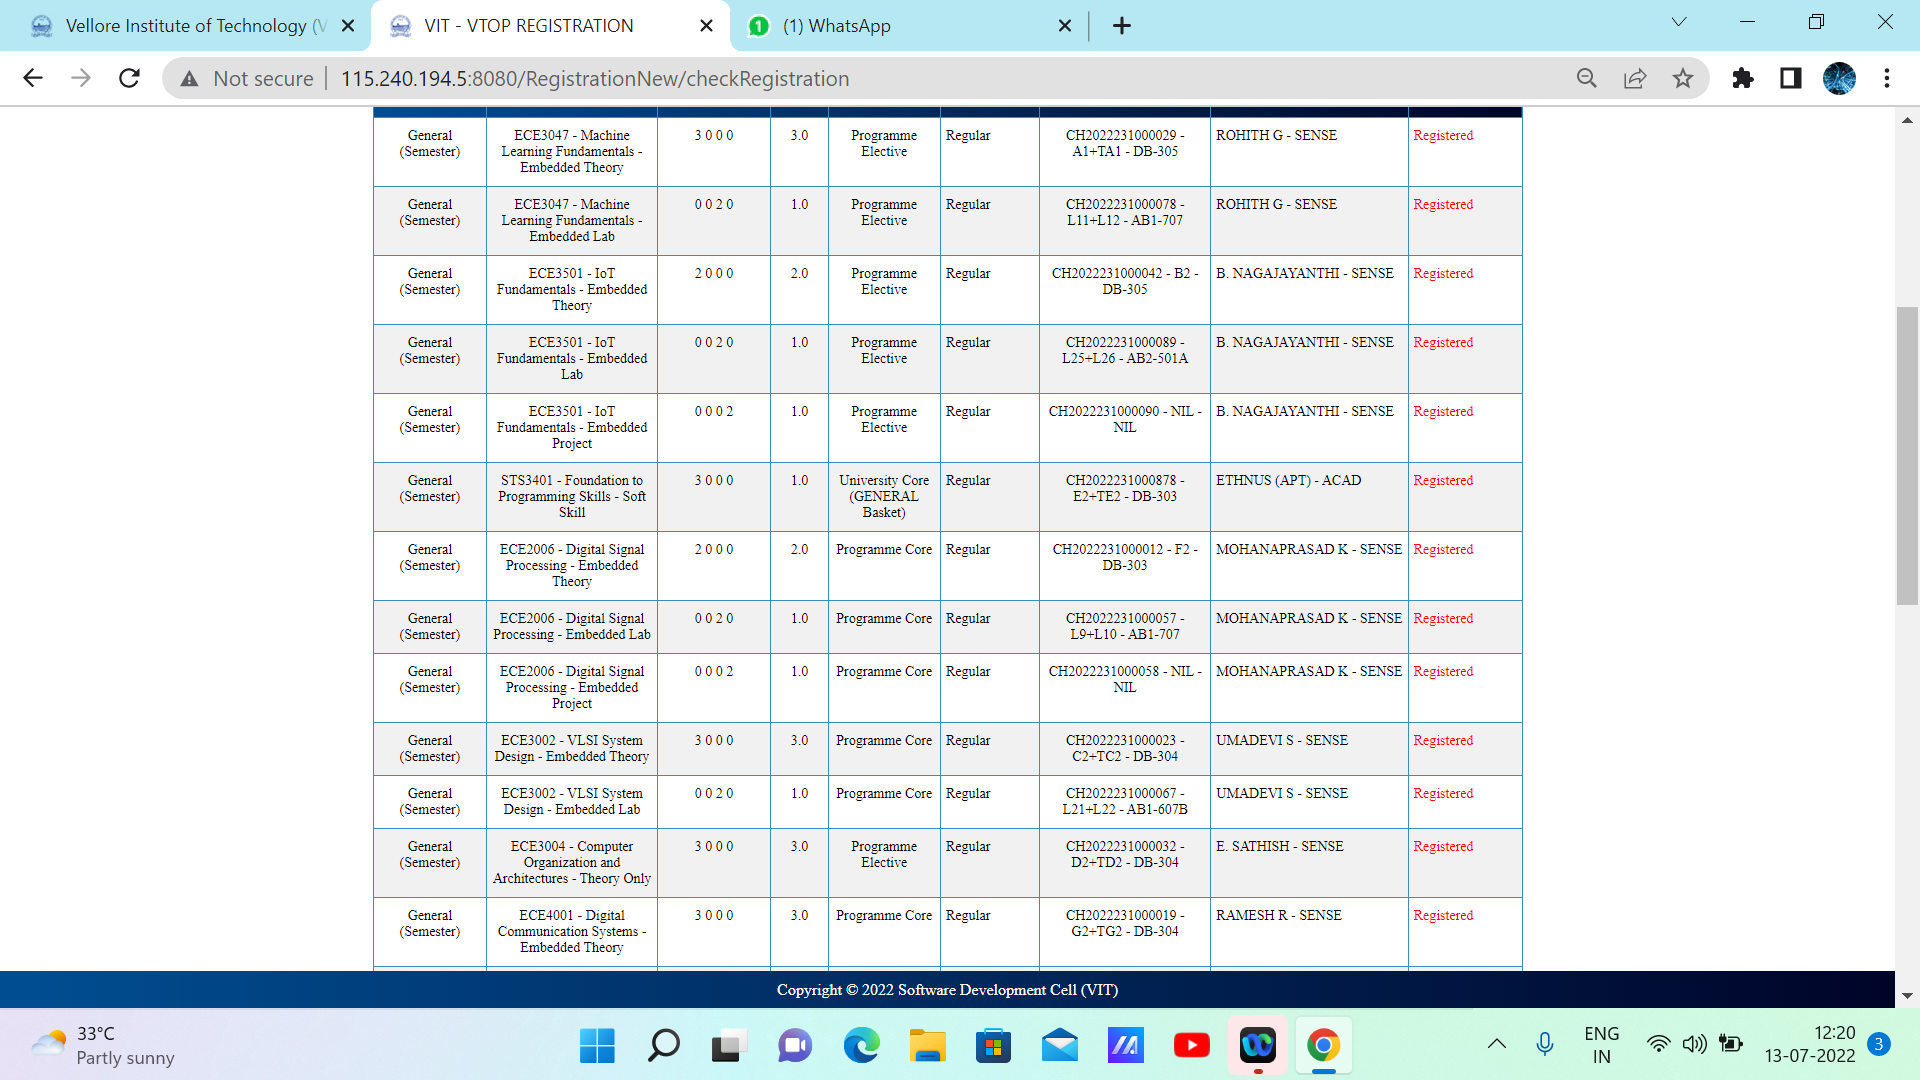 Vellore Institute of Technology (V
VIT - VTOP REGISTRATION
1
(1) WhatsApp
Not secure
115.240.194.5:8080/RegistrationNew/checkRegistration
General (Semester)
ECE3047 - Machine Learning Fundamentals - Embedded Theory
3 0 0 0
3.0
Programme Elective
Regular
CH2022231000029 - A1+TA1 - DB-305
ROHITH G - SENSE
Registered
General (Semester)
ECE3047 - Machine Learning Fundamentals - Embedded Lab
0 0 2 0
1.0
Programme Elective
Regular
CH2022231000078 - L11+L12 - AB1-707
ROHITH G - SENSE
Registered
General (Semester)
ECE3501 - IoT Fundamentals - Embedded Theory
2 0 0 0
2.0
Programme Elective
Regular
CH2022231000042 - B2 - DB-305
B. NAGAJAYANTHI - SENSE
Registered
General (Semester)
ECE3501 - IoT Fundamentals - Embedded Lab
0 0 2 0
1.0
Programme Elective
Regular
CH2022231000089 - L25+L26 - AB2-501A
B. NAGAJAYANTHI - SENSE
Registered
General (Semester)
ECE3501 - IoT Fundamentals - Embedded Project
0 0 0 2
1.0
Programme Elective
Regular
CH2022231000090 - NIL - NIL
B. NAGAJAYANTHI - SENSE
Registered
General (Semester)
STS3401 - Foundation to Programming Skills - Soft Skill
3 0 0 0
1.0
University Core (GENERAL Basket)
Regular
CH2022231000878 - E2+TE2 - DB-303
ETHNUS (APT) - ACAD
Registered
General (Semester)
ECE2006 - Digital Signal Processing - Embedded Theory
2 0 0 0
2.0
Programme Core
Regular
CH2022231000012 - F2 - DB-303
MOHANAPRASAD K - SENSE
Registered
General (Semester)
ECE2006 - Digital Signal Processing - Embedded Lab
0 0 2 0
1.0
Programme Core
Regular
CH2022231000057 - L9+L10 - AB1-707
MOHANAPRASAD K - SENSE
Registered
General (Semester)
ECE2006 - Digital Signal Processing - Embedded Project
0 0 0 2
1.0
Programme Core
Regular
CH2022231000058 - NIL - NIL
MOHANAPRASAD K - SENSE
Registered
General (Semester)
ECE3002 - VLSI System Design - Embedded Theory
3 0 0 0
3.0
Programme Core
Regular
CH2022231000023 - C2+TC2 - DB-304
UMADEVI S - SENSE
Registered
General (Semester)
ECE3002 - VLSI System Design - Embedded Lab
0 0 2 0
1.0
Programme Core
Regular
CH2022231000067 - L21+L22 - AB1-607B
UMADEVI S - SENSE
Registered
General (Semester)
ECE3004 - Computer Organization and Architectures - Theory Only
3 0 0 0
3.0
Programme Elective
Regular
CH2022231000032 - D2+TD2 - DB-304
E. SATHISH - SENSE
Registered
General (Semester)
ECE4001 - Digital Communication Systems - Embedded Theory
3 0 0 0
3.0
Programme Core
Regular
CH2022231000019 - G2+TG2 - DB-304
RAMESH R - SENSE
Registered
Copyright © 2022 Software Development Cell (VIT)
33°C
Partly sunny
ENG
IN
12:20
13-07-2022
3